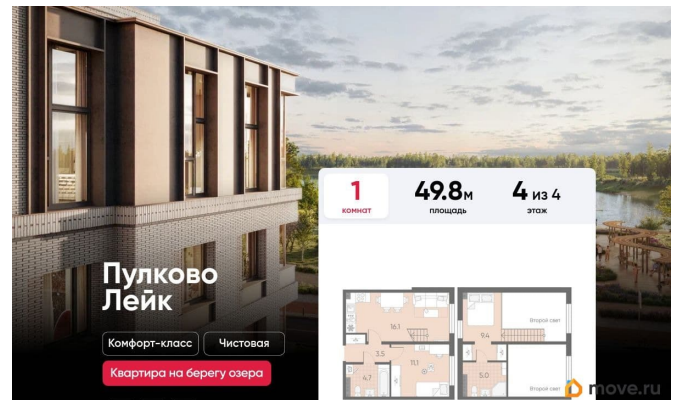 1
комнат
49.8м
площадь
4 из 4
этаж
Пулково
Лейк
Комфорт-класс
Чистовая
Квартира на берегу озера
16.1
3.5
11.1
4.7
Второй свет
9.4
5.0
Второй свет
move.ru